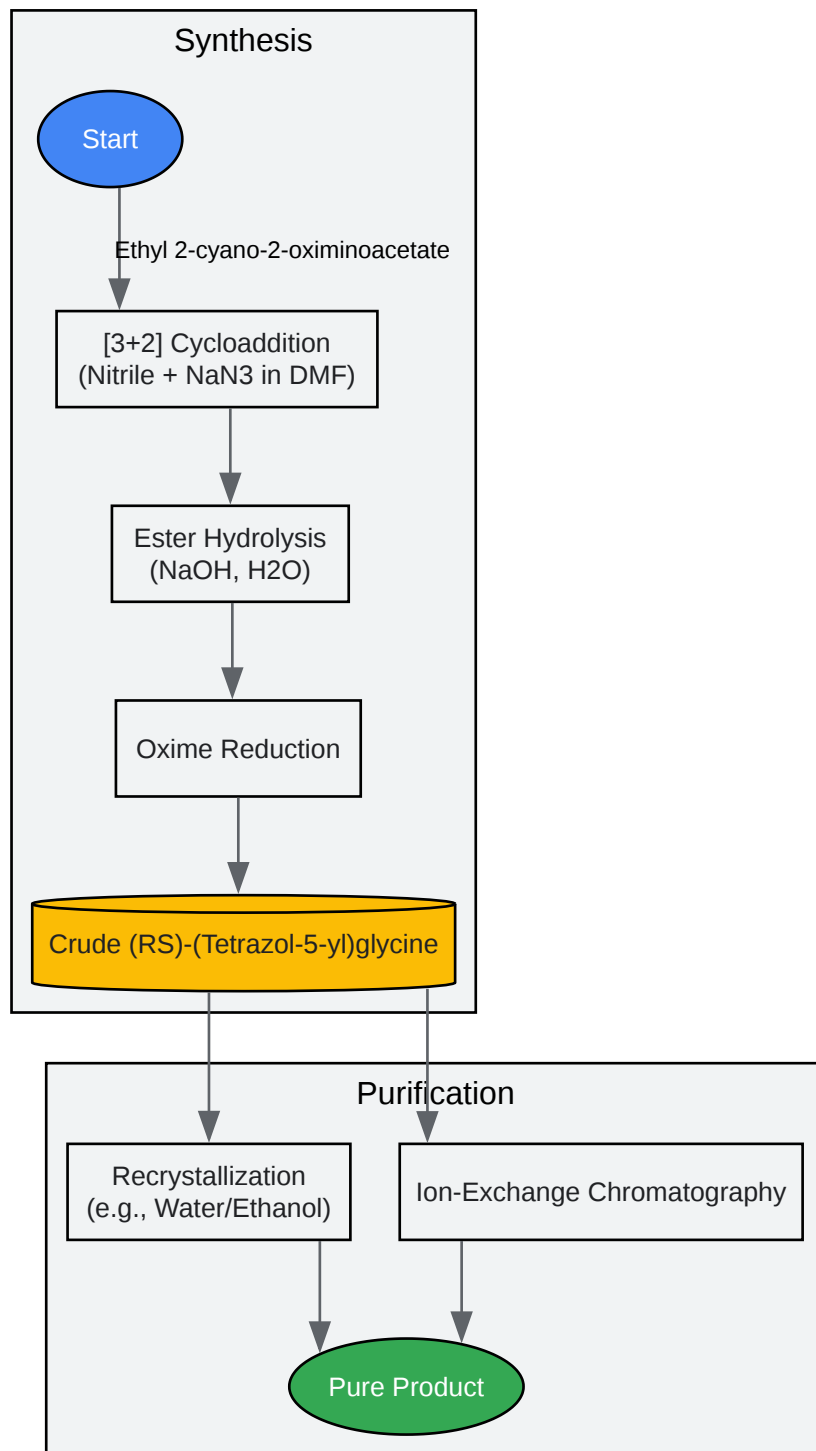 Synthesis
Start
Ethyl 2-cyano-2-oximinoacetate
[3+2] Cycloaddition
(Nitrile + NaN3 in DMF)
Ester Hydrolysis
(NaOH, H2O)
Oxime Reduction
Crude (RS)-(Tetrazol-5-yl)glycine
Purification
Recrystallization
(e.g., Water/Ethanol)
Ion-Exchange Chromatography
Pure Product